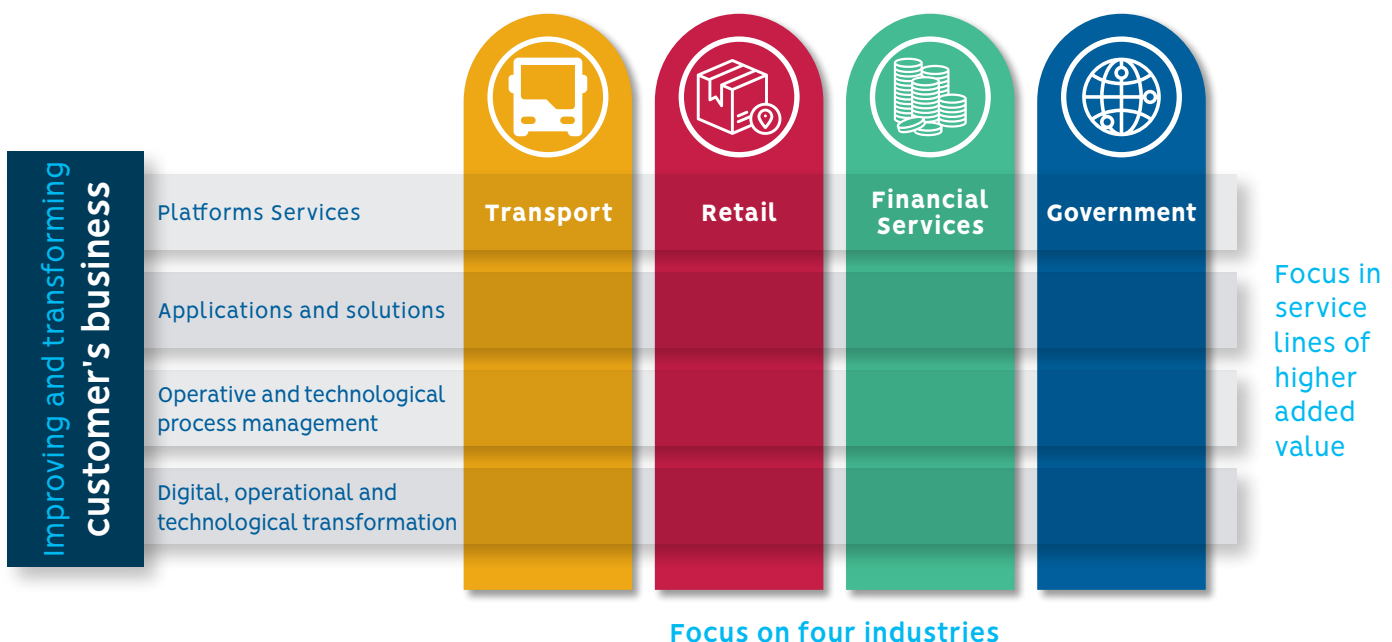 Improving and transforming
customer's business
Platforms Services
Transport
Retail
Financial
Services
Government
Applications and solutions
Operative and technological
process management
Digital, operational and
technological transformation
Focus in
service
lines of
higher
added
value
Focus on four industries